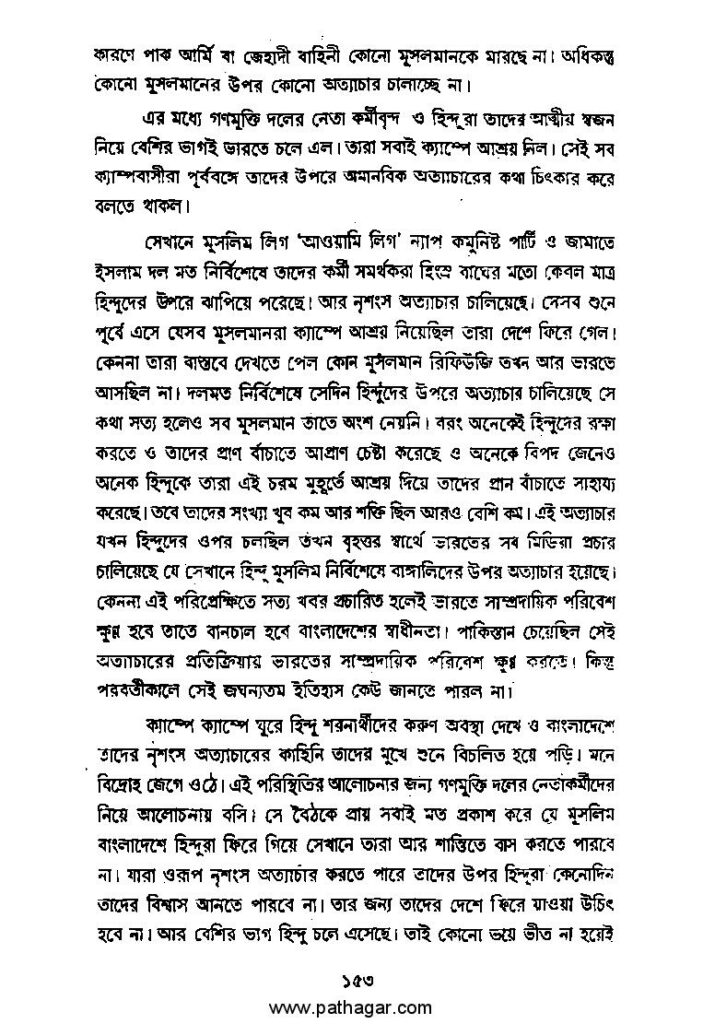 কারণে পাক আর্মি বা জেহাদী বাহিনী কোনো মুসলমানকে মারছে না। অধিকন্তু
কোনো মুসলমানের উপর কোনো অত্যাচার চালাচ্ছে না।
এর মধ্যে গণমুক্তি দলের নেতা কর্মীবৃন্দ ও হিন্দুরা তাদের আত্মীয় স্বজন
নিয়ে বেশির ভাগই ভারতে চলে এল। ত্যরা সবাই ক্যাম্পে আশ্রয় নিল। সেই সব
ক্যাম্পবাসীরা পূর্ববঙ্গে তাদের উপরে অমানবিক অত্যাচারের কথা চিৎকার করে
বলতে থাকল।
সেখানে মুসলিম লিগ ‘আওয়ামি লিগ’ ন্যাপ কমুনিষ্ট পার্টি ও জামাতে
ইসলাম দল মত নির্বিশেষে তাদের কর্মী সমর্থকরা হিংস্র বাঘের মতো কেবল মাত্র
হিন্দুদের উপরে ঝাপিয়ে পরেছে। আর নৃশংস অত্যাচার চালিয়েছে। সেসব শুনে
পূর্বে এসে যেসব মুসলমানরা ক্যাম্পে আশ্রয় নিয়েছিল তারা দেশে ফিরে গেল।
কেননা তারা বাস্তবে দেখতে পেল কোন মুসলমান রিফিউজি তখন আর ভারতে
আসছিল না। দলমত নির্বিশেষে সেদিন হিন্দুদের উপরে অত্যাচার চালিয়েছে সে
কথা সত্য হলেও সব মুসলমান তাতে অংশ নেয়নি। বরং অনেকেই হিন্দুদের রক্ষা
করতে ও তাদের প্রাণ বাঁচাতে আপ্রাণ চেষ্টা করেছে ও অনেকে বিপদ জেনেও
অনেক হিন্দুকে তারা এই চরম মুহূর্তে আশ্রয় দিয়ে তাদের প্রান বাঁচাতে সাহায্য
করেছে। তবে তাদের সংখ্যা খুব কম আর শক্তি ছিল আরও বেশি কম। এই অত্যাচার
যখন হিন্দুদের ওপর চলছিল তখন বৃহত্তর স্বার্থে ভারতের সব মিডিয়া প্রচার
চালিয়েছে যে সেখানে হিন্দু মুসলিম নির্বিশেষে বাঙ্গালিদের উপর অত্যাচার হয়েছে।
কেননা এই পরিপ্রেক্ষিতে সত্য খবর প্রচারিত হলেই ভারতে সাম্প্রদায়িক পরিবেশ
ক্ষুণ্ণ হবে তাতে বানচাল হবে বাংলাদেশের স্বাধীনতা। পাকিস্তান চেয়েছিল সেই
অত্যাচারের প্রতিক্রিয়ায় ভারতের সাম্প্রদায়িক পরিবেশ ক্ষুণ্ণ করতে। কিন্তু
পরবর্তীকালে সেই জঘন্যতম ইতিহাস কেউ জানতে পারল না।
ক্যাম্পে ক্যাম্পে ঘুরে হিন্দু শরনার্থীদের করুণ অবস্থা দেখে ও বাংলাদেশে
তাদের নৃশংস অত্যাচারের কাহিনি তাদের মুখে শুনে বিচলিত হয়ে পড়ি। মনে
বিদ্রোহ জেগে ওঠে। এই পরিস্থিতির আলোচনার জন্য গণমুক্তি দলের নেতাকর্মীদের
নিয়ে আলোচনায় বসি। সে বৈঠকে প্রায় সবাই মত প্রকাশ করে যে মুসলিম
বাংলাদেশে হিন্দুরা ফিরে গিয়ে সেখানে তারা আর শান্তিতে বাস করতে পারবে
না। যারা ওরূপ নৃশংস অত্যাচার করতে পারে তাদের উপর হিন্দুরা কেনোদিন
তাদের বিশ্বাস আনতে পারবে না। তার জন্য তাদের দেশে ফিরে যাওয়া উচিৎ
হবে না। আর বেশির ভাগ হিন্দু চলে এসেছে। তাই কোনো ভয়ে ভীত না হয়েই
১৫৩
www.pathagar.com